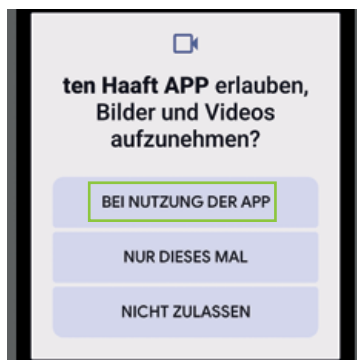 ten Haaft APP erlauben,
Bilder und Videos
aufzunehmen?
BEI NUTZUNG DER APP
NUR DIESES MAL
NICHT ZULASSEN